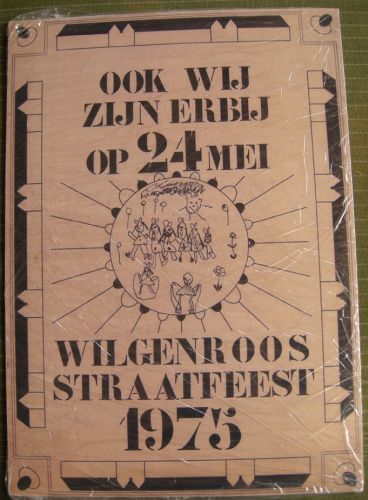 OOK WIJ
ZIJN ERBIJ
OP 24 MEI
WILGENROOS
STRAATFEEST
1975